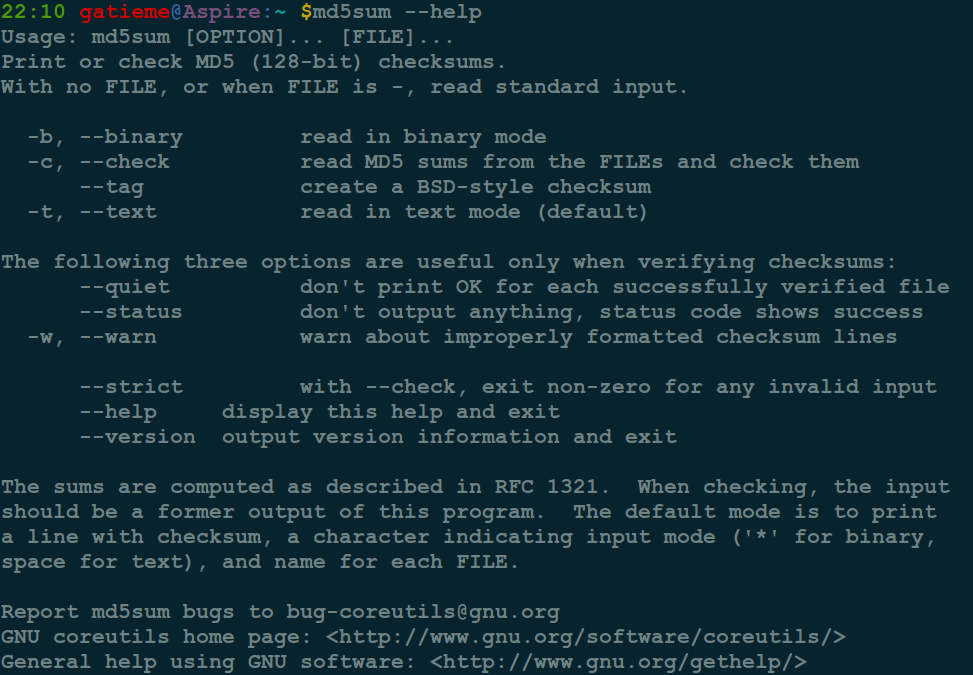 22:10 gatieme@Aspire:~ $md5sum --help
Usage: md5sum [OPTION]... [FILE]...
Print or check MD5 (128-bit) checksums.
With no FILE, or when FILE is -, read standard input.

  -b, --binary         read in binary mode
  -c, --check          read MD5 sums from the FILEs and check them
      --tag            create a BSD-style checksum
  -t, --text           read in text mode (default)

The following three options are useful only when verifying checksums:
      --quiet          don't print OK for each successfully verified file
      --status         don't output anything, status code shows success
  -w, --warn           warn about improperly formatted checksum lines

      --strict         with --check, exit non-zero for any invalid input
      --help     display this help and exit
      --version  output version information and exit

The sums are computed as described in RFC 1321.  When checking, the input
should be a former output of this program.  The default mode is to print
a line with checksum, a character indicating input mode ('*' for binary,
space for text), and name for each FILE.

Report md5sum bugs to bug-coreutils@gnu.org
GNU coreutils home page: <http://www.gnu.org/software/coreutils/>
General help using GNU software: <http://www.gnu.org/gethelp/>